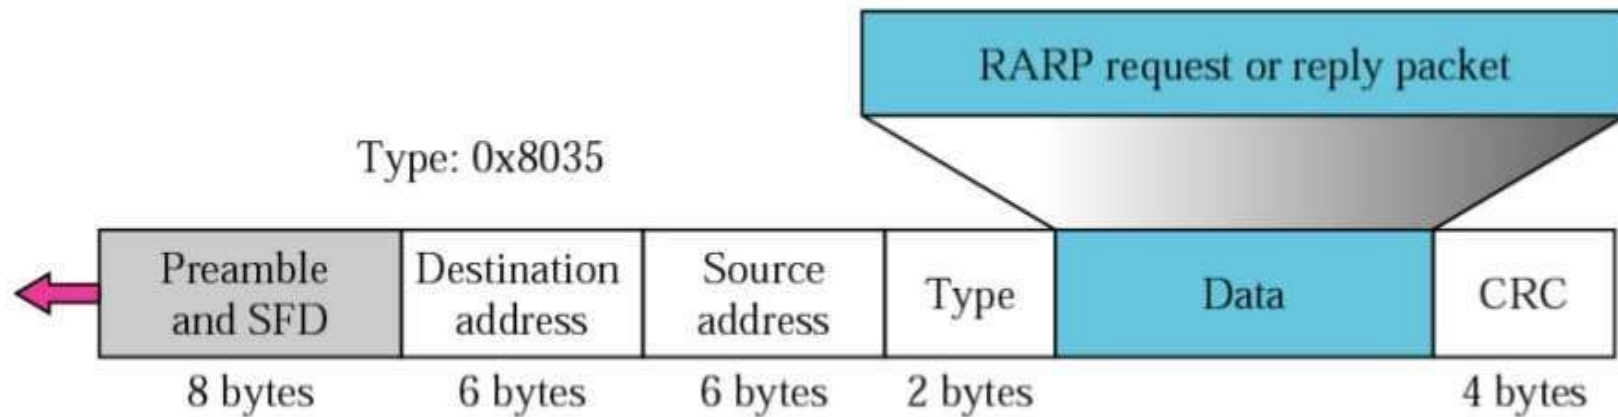 RARP request or reply packet
Type: 0x8035
Preamble
and SFD
Destination
address
Source
address
Type
Data
CRC
8 bytes
6 bytes
6 bytes
2 bytes
4 bytes